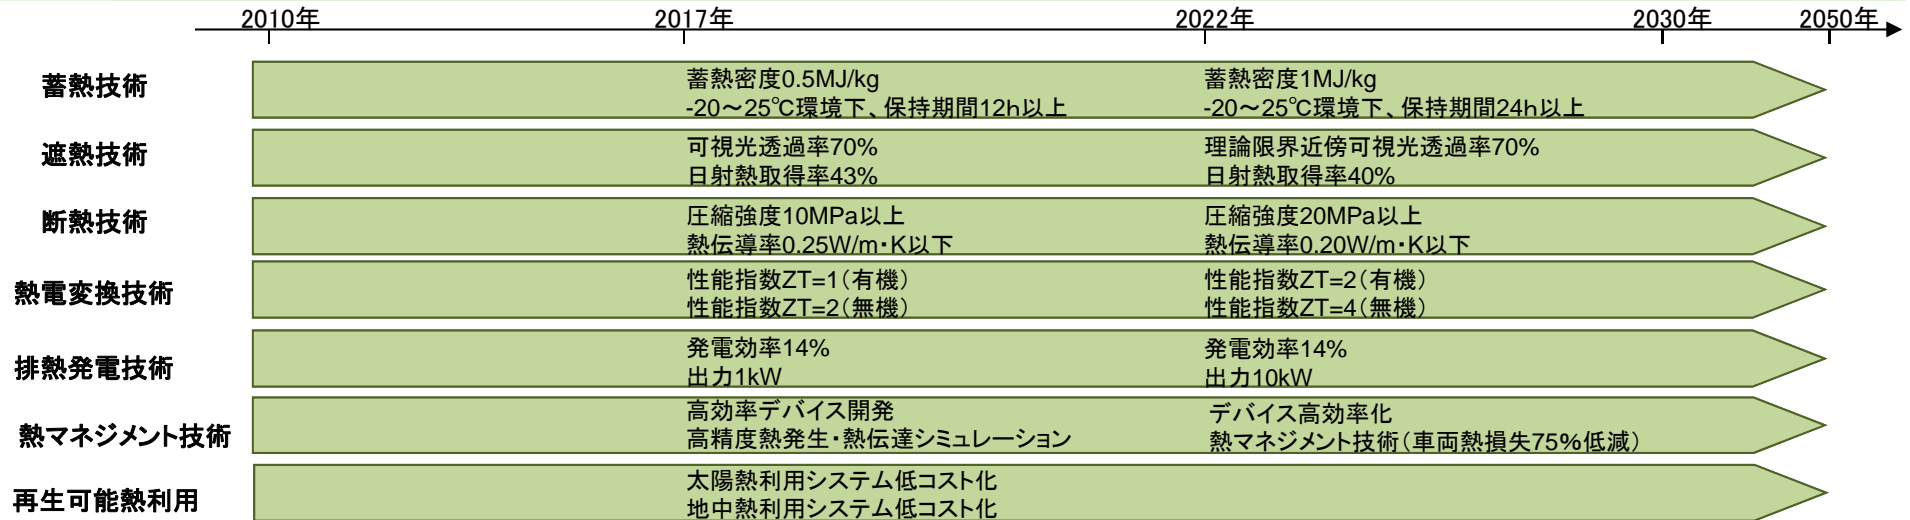 2010年 2017年 2022年 2030年 2050年
蓄熱技術
蓄熱密度0.5MJ/kg
-20～25℃環境下、保持期間12h以上
蓄熱密度1MJ/kg
-20～25℃環境下、保持期間24h以上
遮熱技術
可視光透過率70%
日射熱取得率43%
理論限界近傍可視光透過率70%
日射熱取得率40%
断熱技術
圧縮強度10MPa以上
熱伝導率0.25W/m・K以下
圧縮強度20MPa以上
熱伝導率0.20W/m・K以下
熱電変換技術
性能指数ZT=1（有機）
性能指数ZT=2（無機）
性能指数ZT=2（有機）
性能指数ZT=4（無機）
排熱発電技術
発電効率14%
出力1kW
発電効率14%
出力10kW
熱マネジメント技術
高効率デバイス開発
高精度熱発生・熱伝達シミュレーション
デバイス高効率化
熱マネジメント技術（車両熱損失75%低減）
再生可能熱利用
太陽熱利用システム低コスト化
地中熱利用システム低コスト化